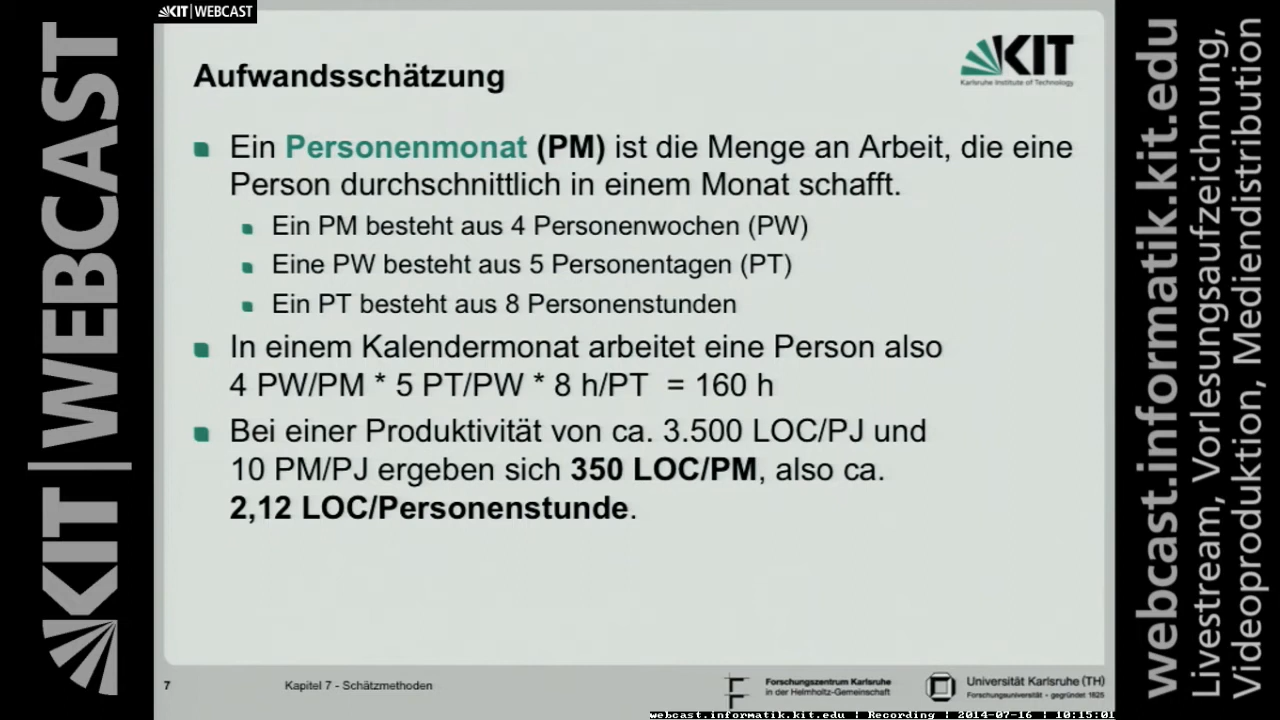 KIT | WEBCAST
KIT | WEBCAST
Aufwandsschätzung
KIT
Karlsruhe Institute of Technology
Ein Personenmonat (PM) ist die Menge an Arbeit, die eine
Person durchschnittlich in einem Monat schafft.
Ein PM besteht aus 4 Personenwochen (PW)
Eine PW besteht aus 5 Personentagen (PT)
Ein PT besteht aus 8 Personenstunden
In einem Kalendermonat arbeitet eine Person also
4 PW/PM * 5 PT/PW * 8 h/PT = 160 h
Bei einer Produktivität von ca. 3.500 LOC/PJ und
10 PM/PJ ergeben sich 350 LOC/PM, also ca.
2,12 LOC/Personenstunde.
7
Kapitel 7 - Schätzmethoden
Forschungszentrum Karlsruhe
in der Helmholtz-Gemeinschaft
Universität Karlsruhe (TH)
Forschungsuniversität - gegründet 1825
webcast.informatik.kit.edu | Recording | 2014-07-16 | 10:15:01
webcast.informatik.kit.edu
Livestream, Vorlesungsaufzeichnung,
Videoproduktion, Mediendistribution